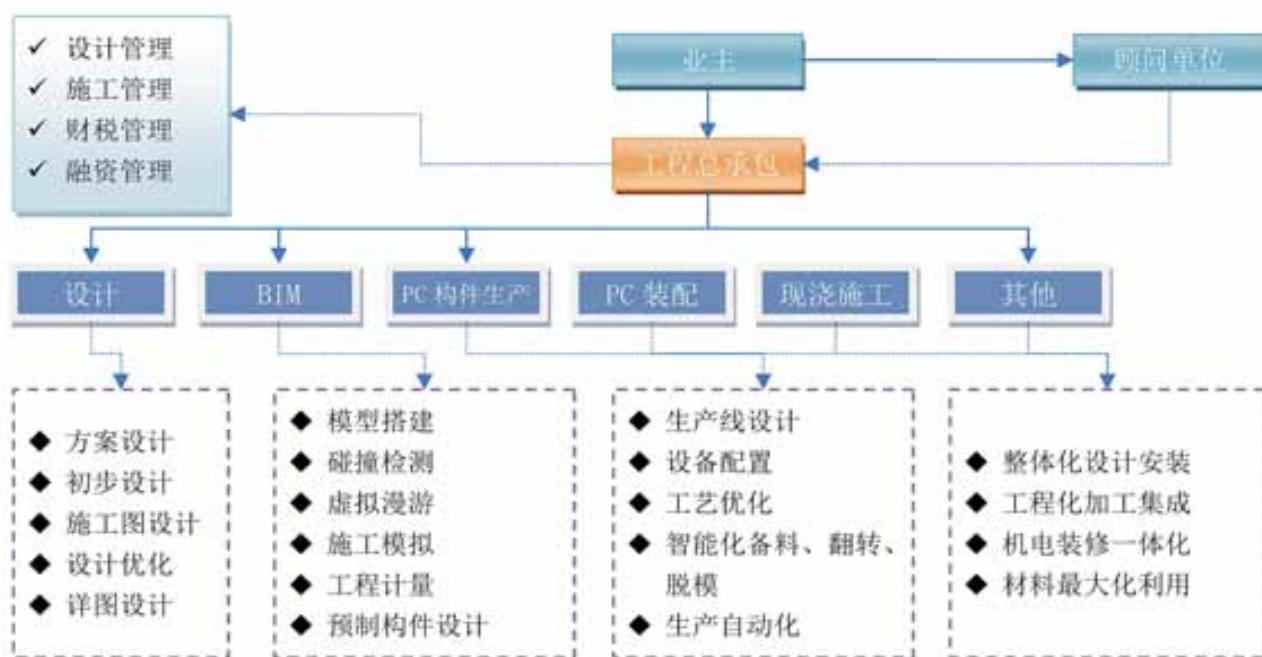 设计管理
施工管理
财税管理
融资管理
业主
顾问单位
工程总承包
设计
BIM
PC 构件生产
PC 装配
现浇施工
其他
方案设计
初步设计
施工图设计
设计优化
详图设计
模型搭建
碰撞检测
虚拟漫游
施工模拟
工程计量
预制构件设计
生产线设计
设备配置
工艺优化
智能化备料、翻转、
脱模
生产自动化
整体化设计安装
工程化加工集成
机电装修一体化
材料最大化利用